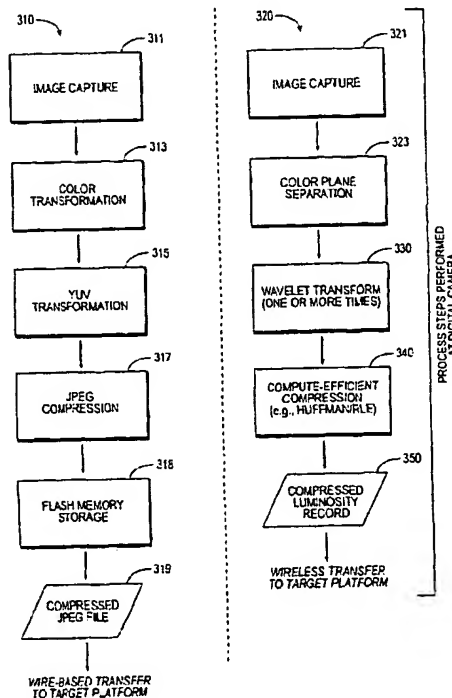 310
311
IMAGE CAPTURE
313
COLOR
TRANSFORMATION
315
YUV
TRANSFORMATION
317
JPEG
COMPRESSION
318
FLASH MEMORY
STORAGE
319
COMPRESSED
JPEG FILE
WIRE-BASED TRANSFER
TO TARGET PLATFORM
320
321
IMAGE CAPTURE
323
COLOR PLANE
SEPARATION
330
WAVELET TRANSFORM
(ONE OR MORE TIMES)
340
COMPUTE-EFFICIENT
COMPRESSION
(e.g., HUFFMAN/RLE)
350
COMPRESSED
LUMINOSITY
RECORD
WIRELESS TRANSFER
TO TARGET PLATFORM
PROCESS STEPS PERFORMED
AT DIGITAL CAMERA